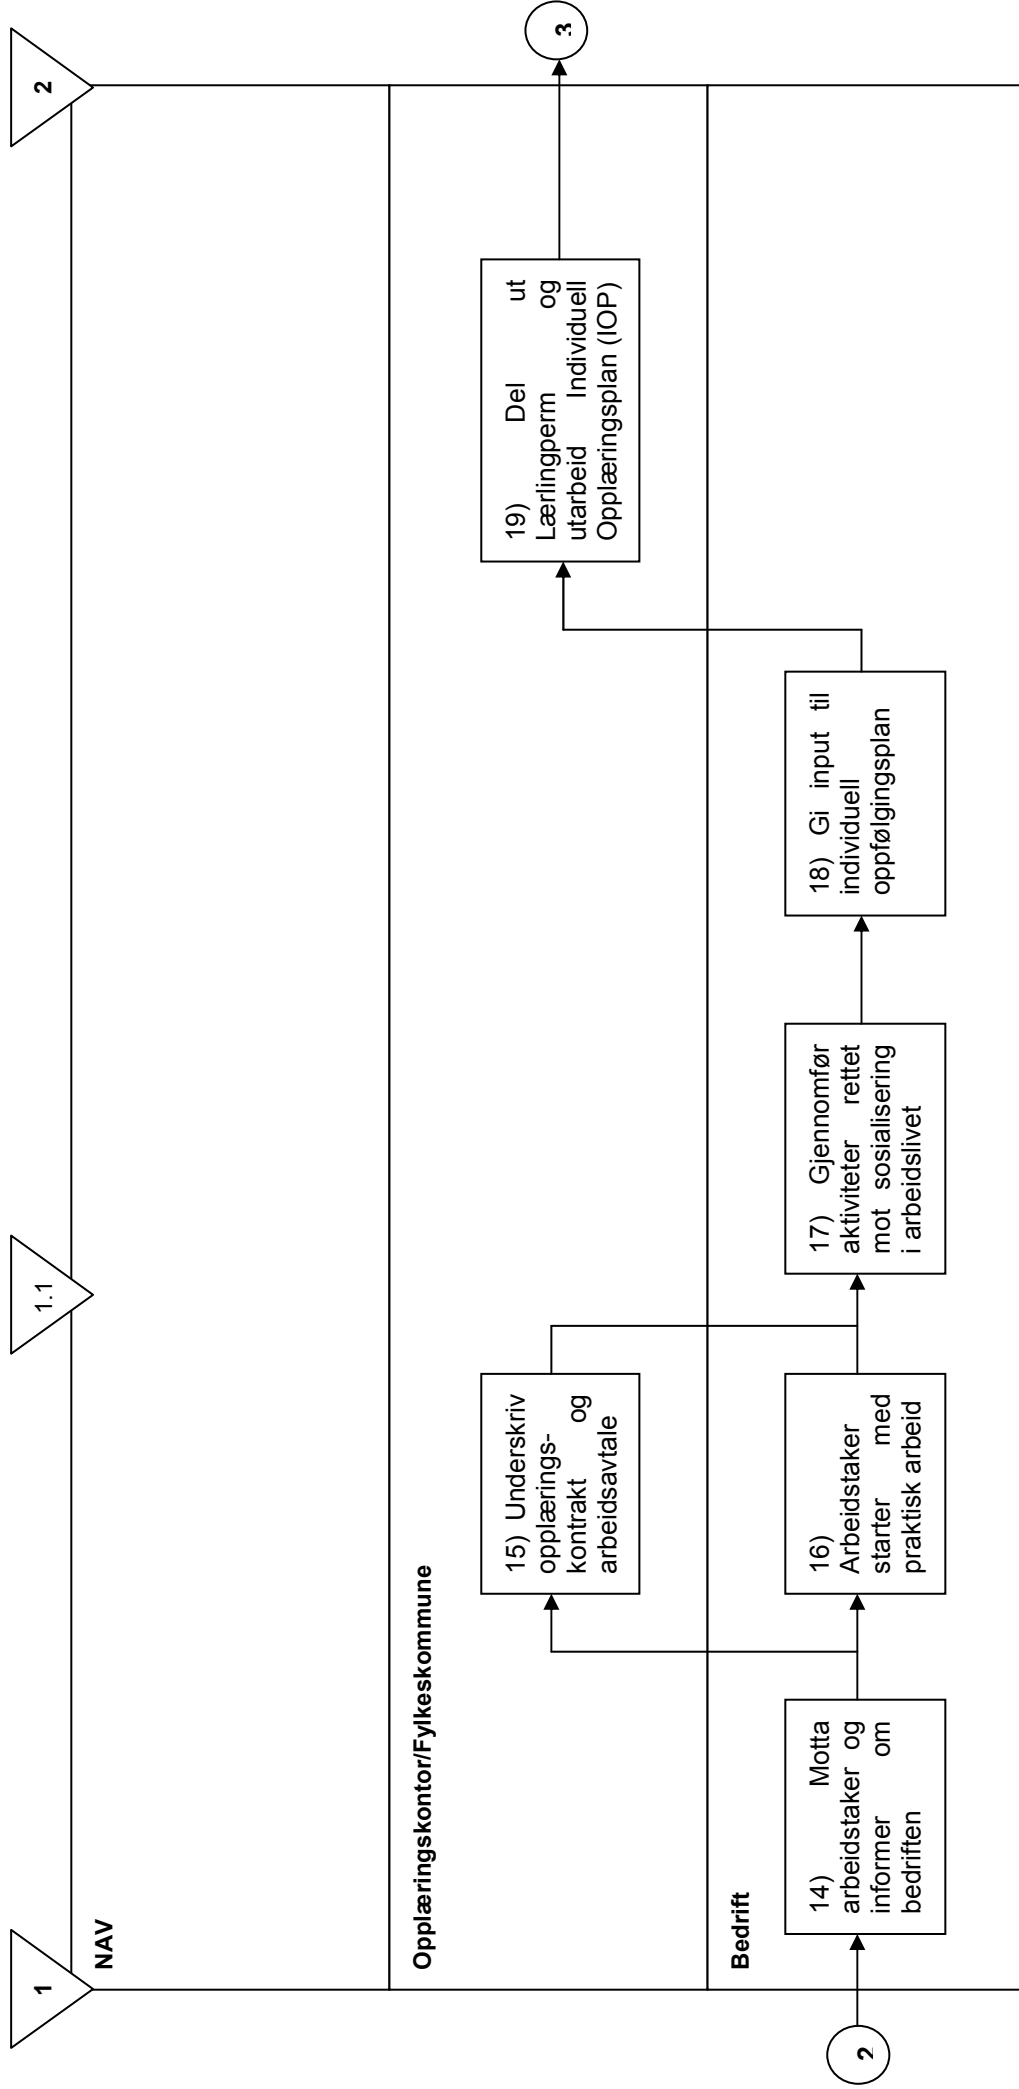 1
1.1
2
NAV
Opplæringskontor/Fylkeskommune
15) Underskriv
opplærings-
kontrakt og
arbeidsavtale
19) Del ut
Lærlingperm og
utarbeid Individuell
Opplæringsplan (IOP)
3
Bedrift
2
14) Motta
arbeidstaker og
informer om
bedriften
16)
Arbeidstaker
starter med
praktisk arbeid
17) Gjennomfør
aktiviteter rettet
mot sosialisering
i arbeidslivet
18) Gi input til
individuell
oppfølgingsplan